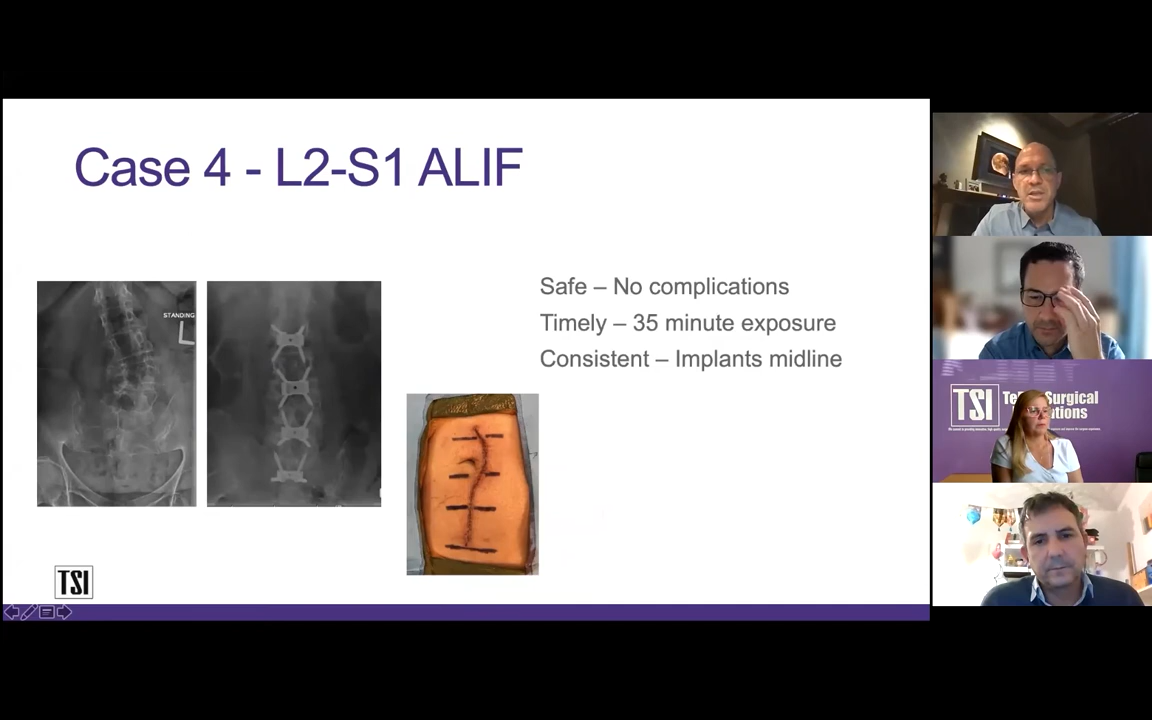 Case 4 - L2-S1 ALIF
STANDING
L
Safe – No complications
Timely – 35 minute exposure
Consistent – Implants midline
TSI
TSI